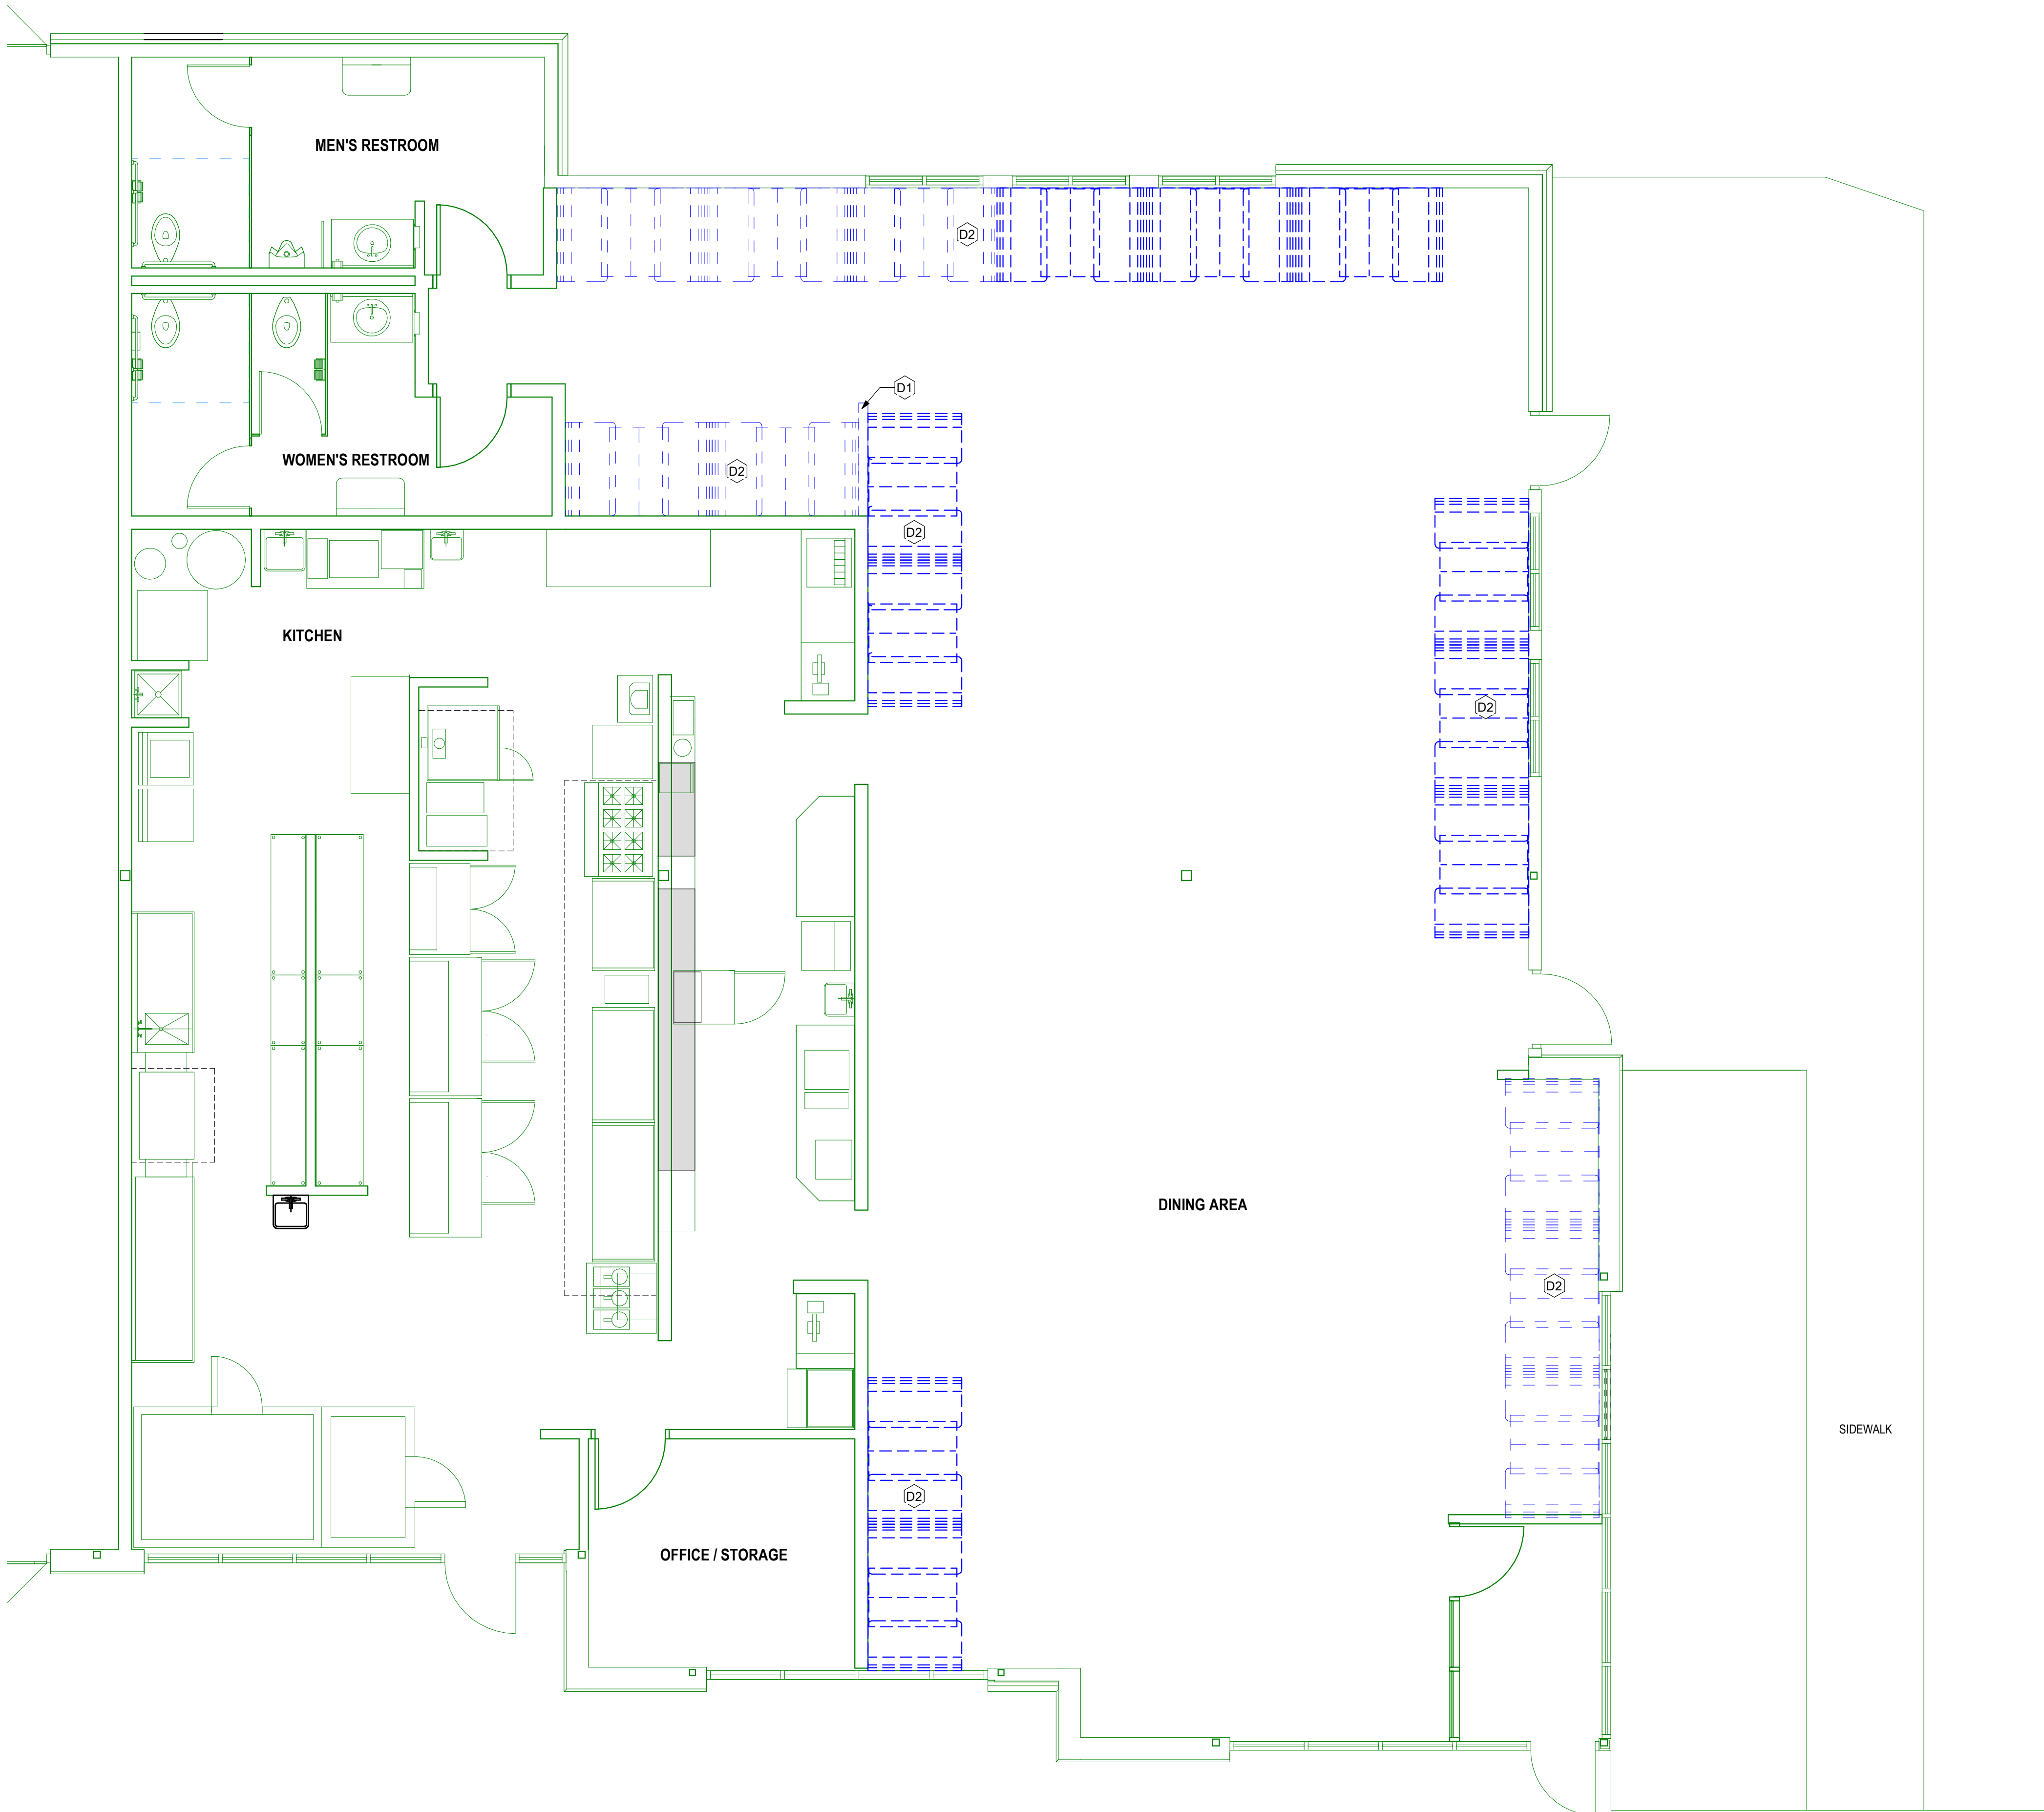 MEN'S RESTROOM
D2
D1
WOMEN'S RESTROOM
D2
D2
KITCHEN
D2
DINING AREA
D2
SIDEWALK
D2
OFFICE / STORAGE